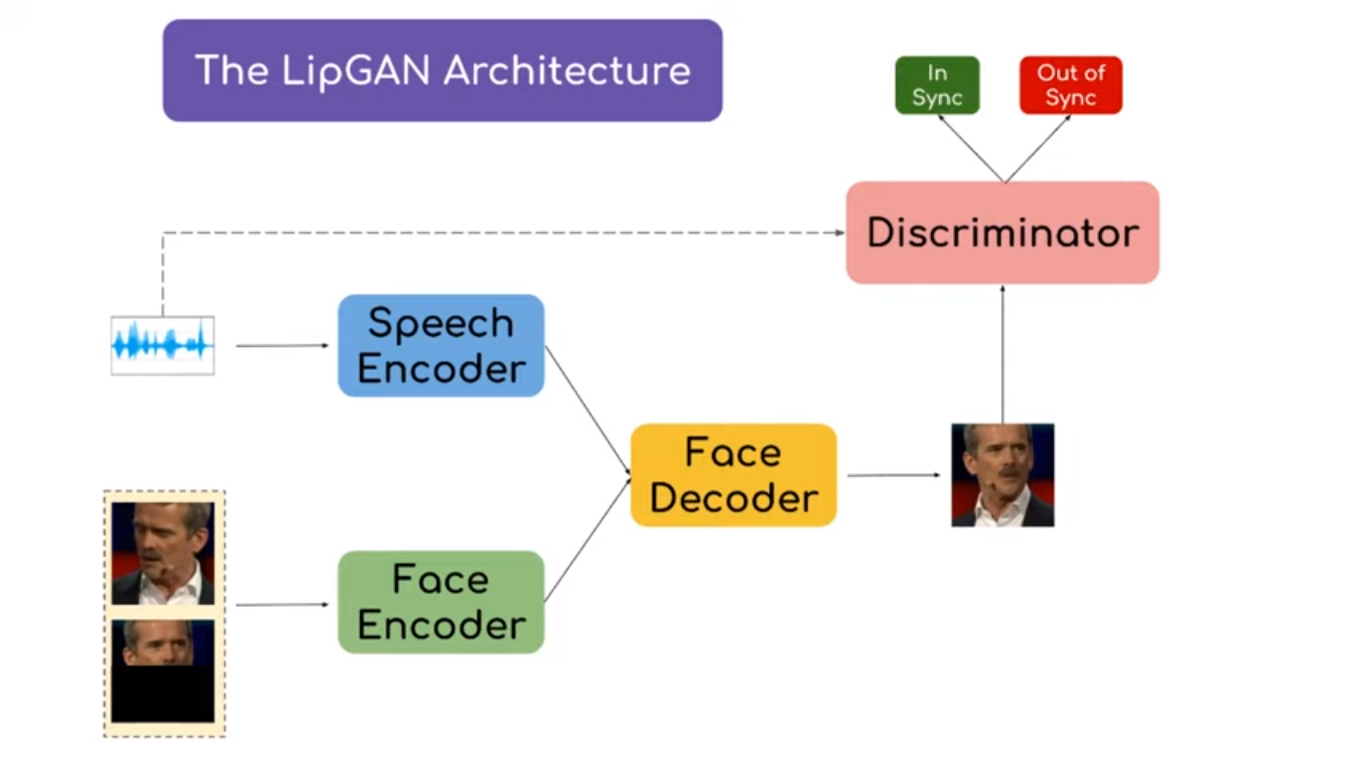 The LipGAN Architecture
In
Sync
Out of
Sync
Discriminator
Speech
Encoder
Face
Decoder
Face
Encoder